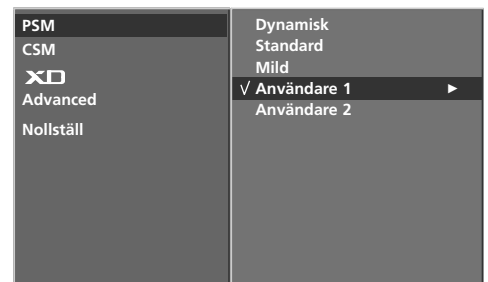 PSM
CSM
XD
Advanced
Nollställ
Dynamisk
Standard
Mild
√ Användare 1 ►
Användare 2